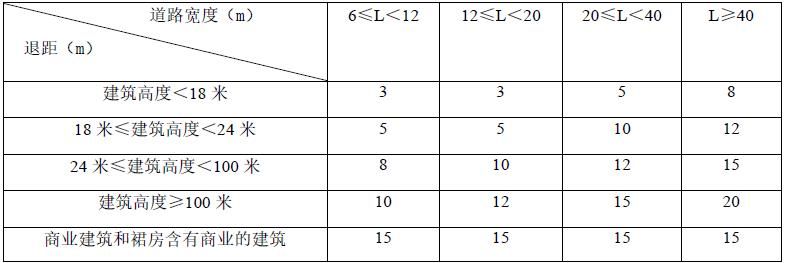 道路宽度（m） 6≤L＜12 12≤L＜20 20≤L＜40 L≥40
退距（m）
建筑高度＜18 米 3 3 5 8
18 米≤建筑高度＜24 米 5 5 10 12
24 米≤建筑高度＜100 米 8 10 12 15
建筑高度≥100 米 10 12 15 20
商业建筑和裙房含有商业的建筑 15 15 15 15